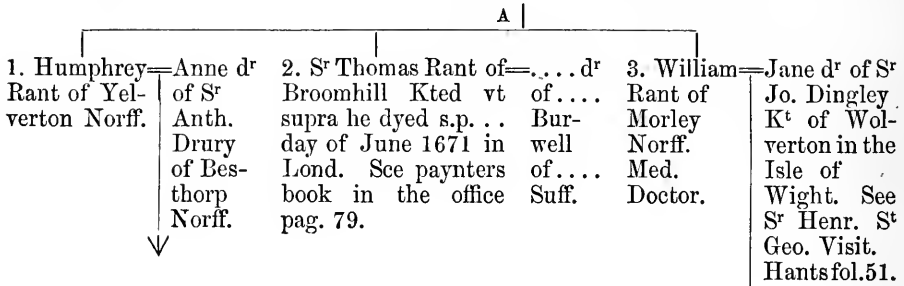 A
1. Humphrey=Anne dʳ
Rant of Yel-
verton Norff.
of Sʳ
Anth.
Drury
of Bes-
thorp
Norff.
2. Sʳ Thomas Rant of=.... dʳ
Broomhill Kted vt
supra he dyed s.p. . .
day of June 1671 in
Lond. See paynters
book in the office
pag. 79.
of....
Bur-
well
of....
Suff.
3. William=Jane dʳ of Sʳ
Rant of
Morley
Norff.
Med.
Doctor.
Jo. Dingley
Kᵗ of Wol-
verton in the
Isle of
Wight. See
Sʳ Henr. Sᵗ
Geo. Visit.
Hants fol. 51.